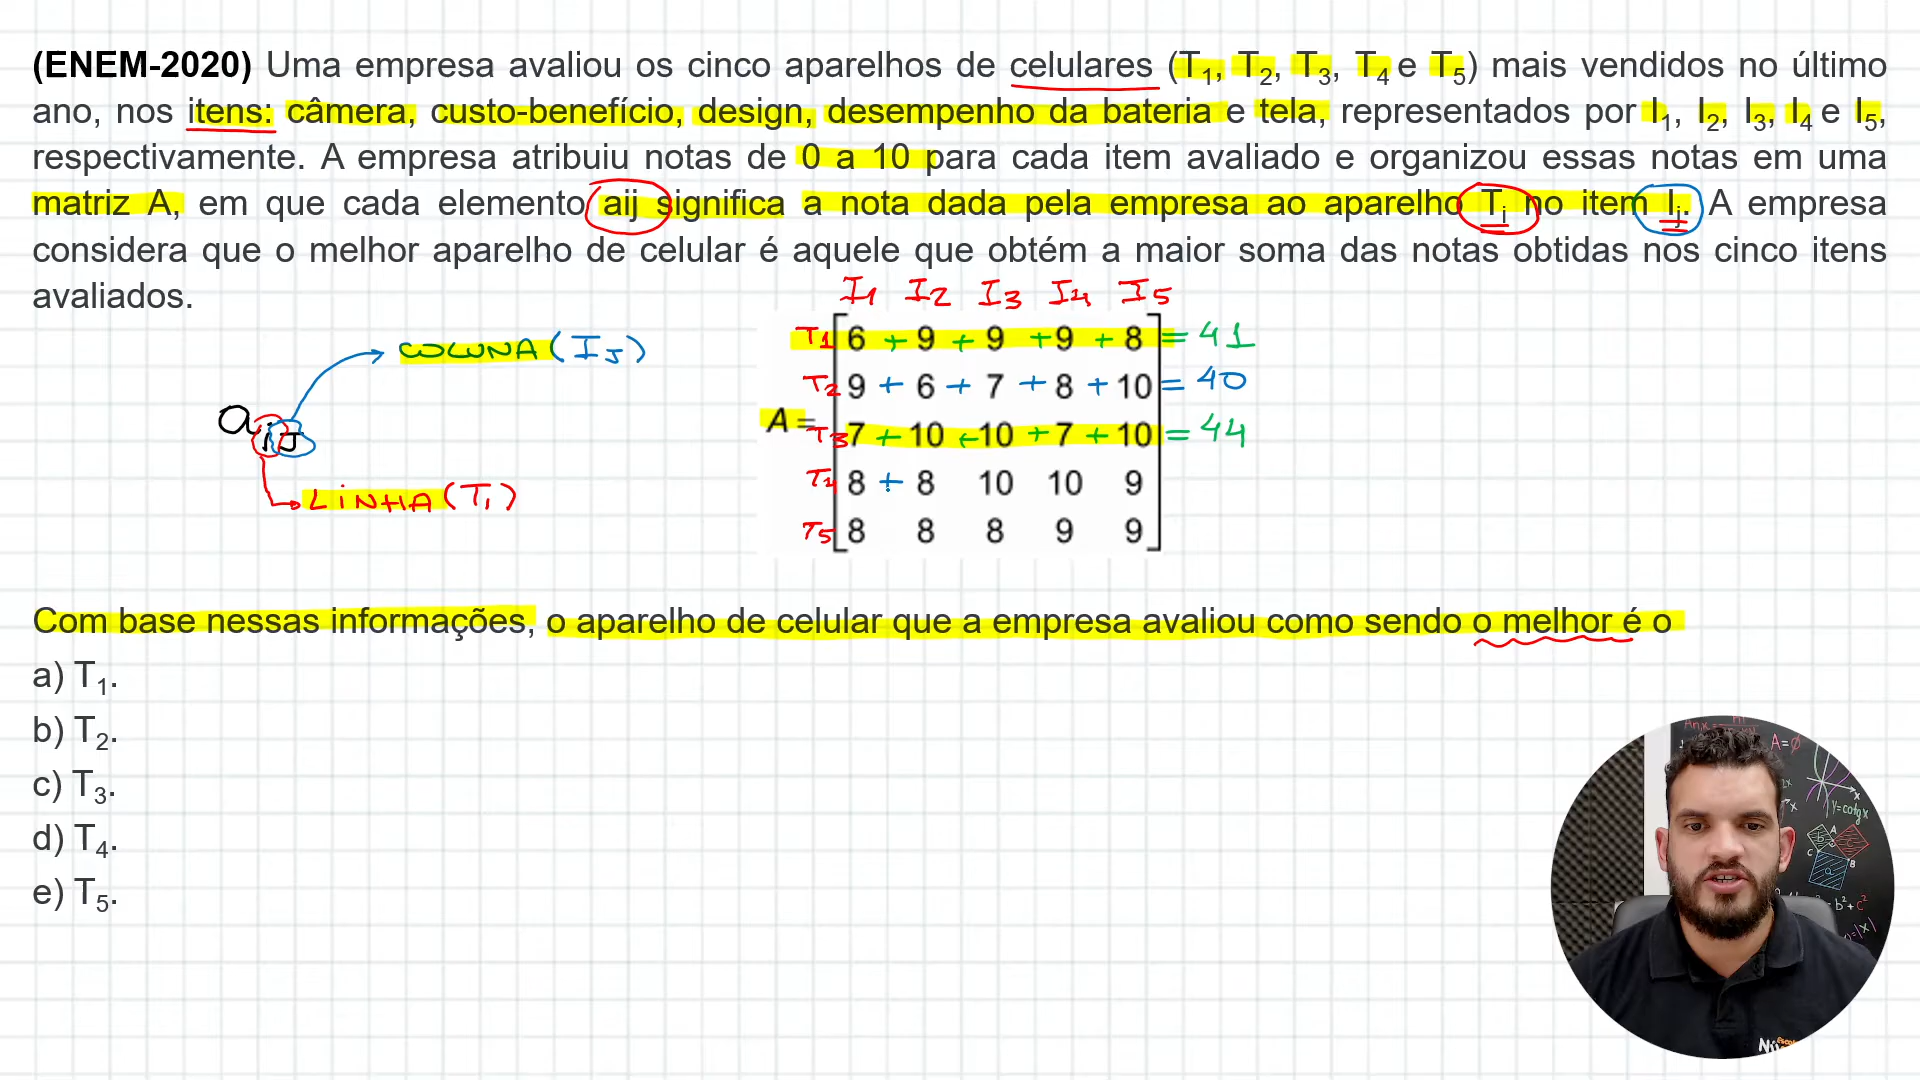 (ENEM-2020) Uma empresa avaliou os cinco aparelhos de celulares (T1, T2, T3, T4 e T5) mais vendidos no último
ano, nos itens: câmera, custo-benefício, design, desempenho da bateria e tela, representados por I1, I2, I3, I4 e I5,
respectivamente. A empresa atribuiu notas de 0 a 10 para cada item avaliado e organizou essas notas em uma
matriz A, em que cada elemento aij significa a nota dada pela empresa ao aparelho Ti no item Ij. A empresa
considera que o melhor aparelho de celular é aquele que obtém a maior soma das notas obtidas nos cinco itens
avaliados.
I1 I2 I3 I4 I5
T1 6 + 9 + 9 + 9 + 8 = 41
COLUNA (IJ)
T2 9 + 6 + 7 + 8 + 10 = 40
aiJ
A =
T3 7 + 10 + 10 + 7 + 10 = 44
T4 8 + 8 10 10 9
LINHA (Ti)
T5 8 8 8 9 9
Com base nessas informações, o aparelho de celular que a empresa avaliou como sendo o melhor é o
a) T1.
b) T2.
c) T3.
d) T4.
e) T5.
A=∅
y=cotgx